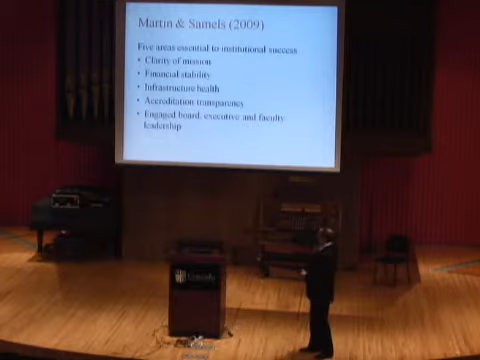 Martin & Samels (2009)
Five areas essential to institutional success
• Clarity of mission
• Financial stability
• Infrastructure health
• Accreditation transparency
• Engaged board, executive and faculty
leadership